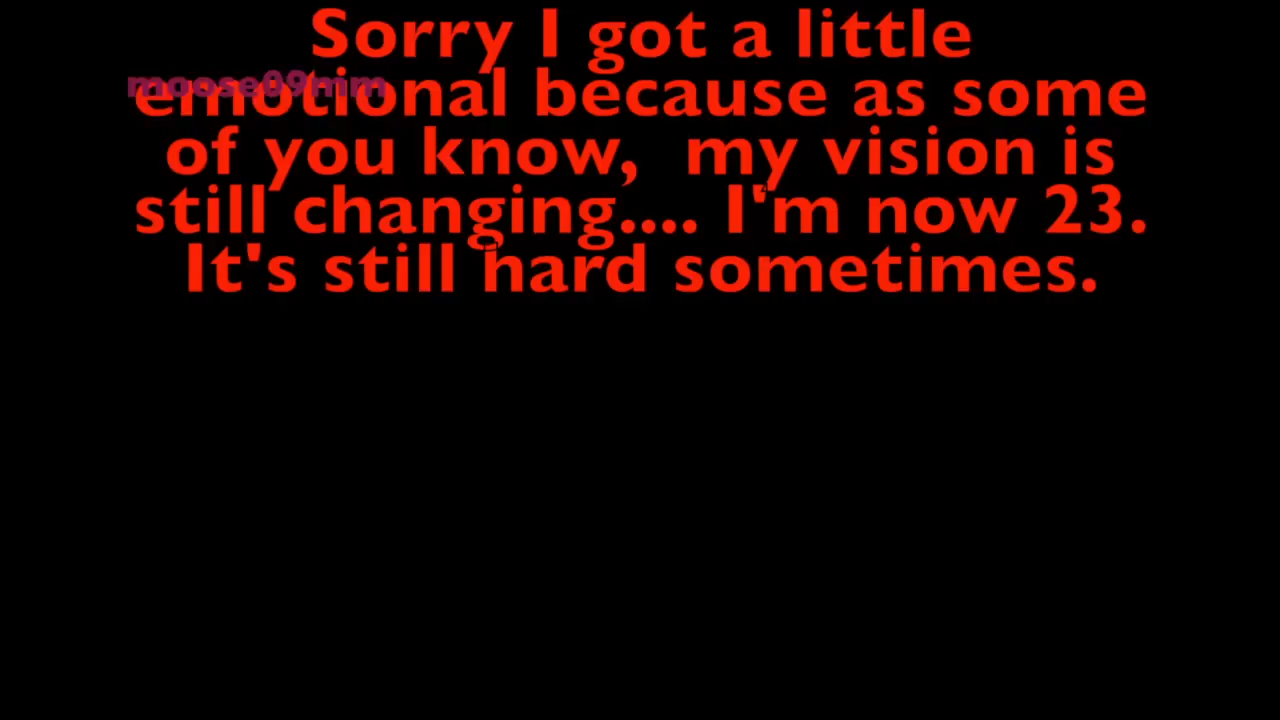 Sorry I got a little
moose09mm
emotional because as some
of you know,  my vision is
still changing.... I'm now 23.
It's still hard sometimes.